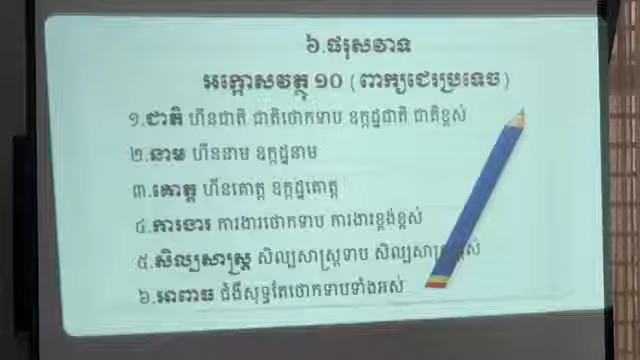 ៦.ផរុសវាទ
អក្កោសវត្ថុ ១០ (ពាក្យជេរប្រទេច)
១.ជាតិ ហីនជាតិ ជាតិថោកទាប ឧក្កដ្ឋជាតិ ជាតិខ្ពស់
២.នាម ហីននាម ឧក្កដ្ឋនាម
៣.គោត្ត ហីនគោត្ត ឧក្កដ្ឋគោត្ត
៤.ការងារ ការងារថោកទាប ការងារខ្ពង់ខ្ពស់
៥.សិល្បសាស្ត្រ សិល្បសាស្ត្រទាប
៦.អាពាធ ជំងឺសុទ្ធតែថោកទាបទាំងអស់